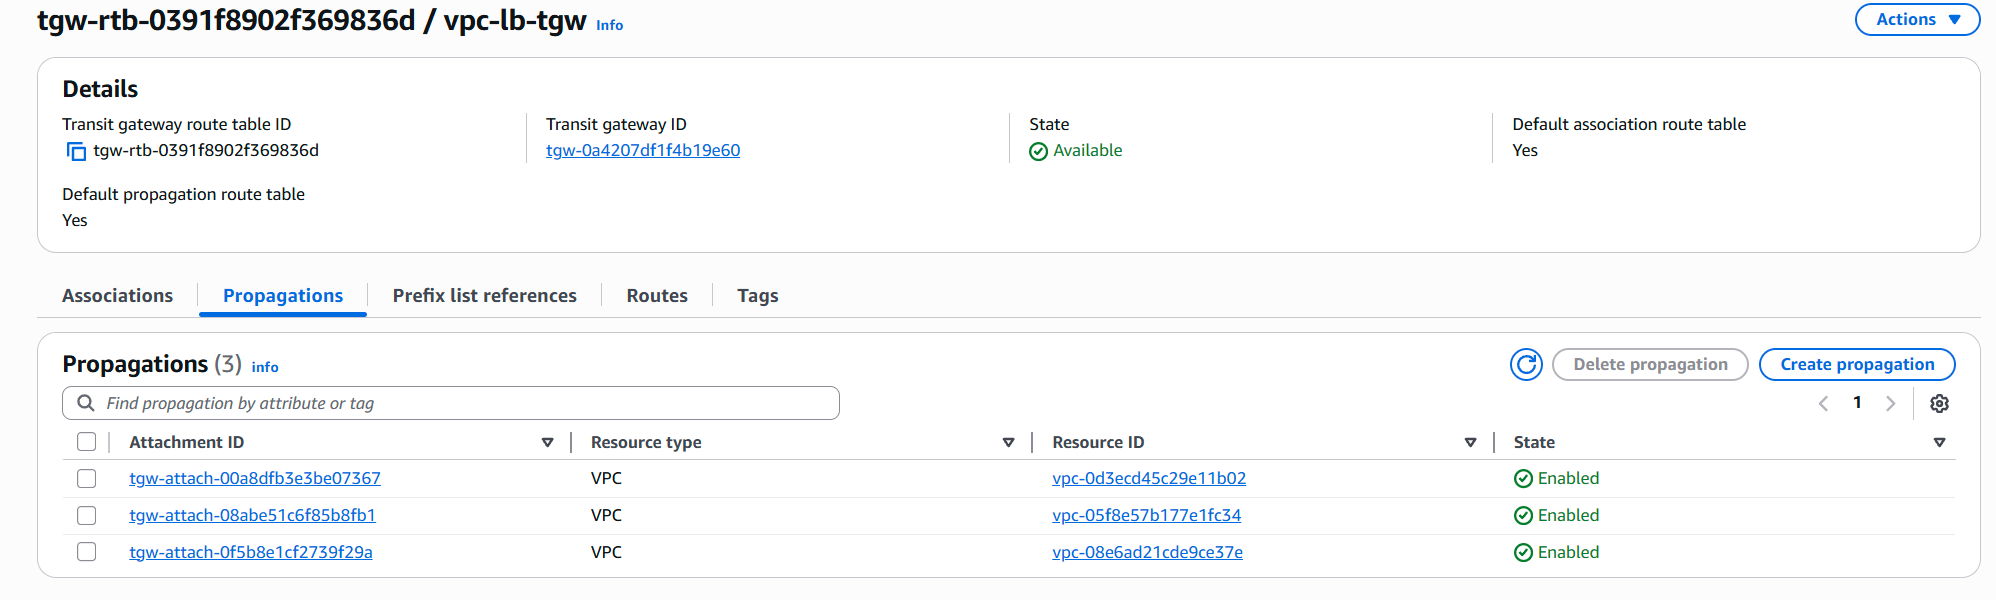 tgw-rtb-0391f8902f369836d / vpc-lb-tgw Info
Actions
Details
Transit gateway route table ID
tgw-rtb-0391f8902f369836d
Transit gateway ID
tgw-0a4207df1f4b19e60
State
Available
Default association route table
Yes
Default propagation route table
Yes
Associations Propagations Prefix list references Routes Tags
Propagations (3) info
Delete propagation Create propagation
Find propagation by attribute or tag
1
Attachment ID Resource type Resource ID State
tgw-attach-00a8dfb3e3be07367 VPC vpc-0d3ecd45c29e11b02 Enabled
tgw-attach-08abe51c6f85b8fb1 VPC vpc-05f8e57b177e1fc34 Enabled
tgw-attach-0f5b8e1cf2739f29a VPC vpc-08e6ad21cde9ce37e Enabled